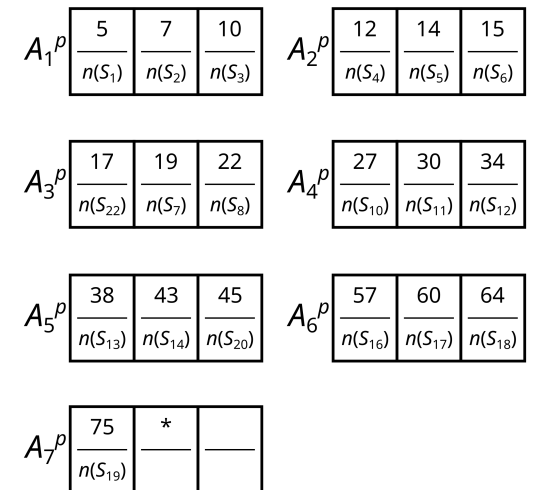 A₁ᵖ 5 7 10 A₂ᵖ 12 14 15
n(S₁) n(S₂) n(S₃) n(S₄) n(S₅) n(S₆)
A₃ᵖ 17 19 22 A₄ᵖ 27 30 34
n(S₂₂) n(S₇) n(S₈) n(S₁₀) n(S₁₁) n(S₁₂)
A₅ᵖ 38 43 45 A₆ᵖ 57 60 64
n(S₁₃) n(S₁₄) n(S₂₀) n(S₁₆) n(S₁₇) n(S₁₈)
A₇ᵖ 75 *
n(S₁₉)